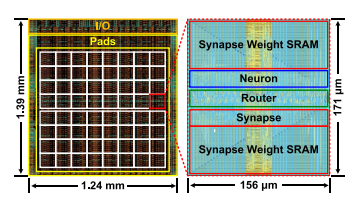 I/O
Pads
1.39 mm
1.24 mm
Synapse Weight SRAM
Neuron
Router
Synapse
Synapse Weight SRAM
171 µm
156 µm